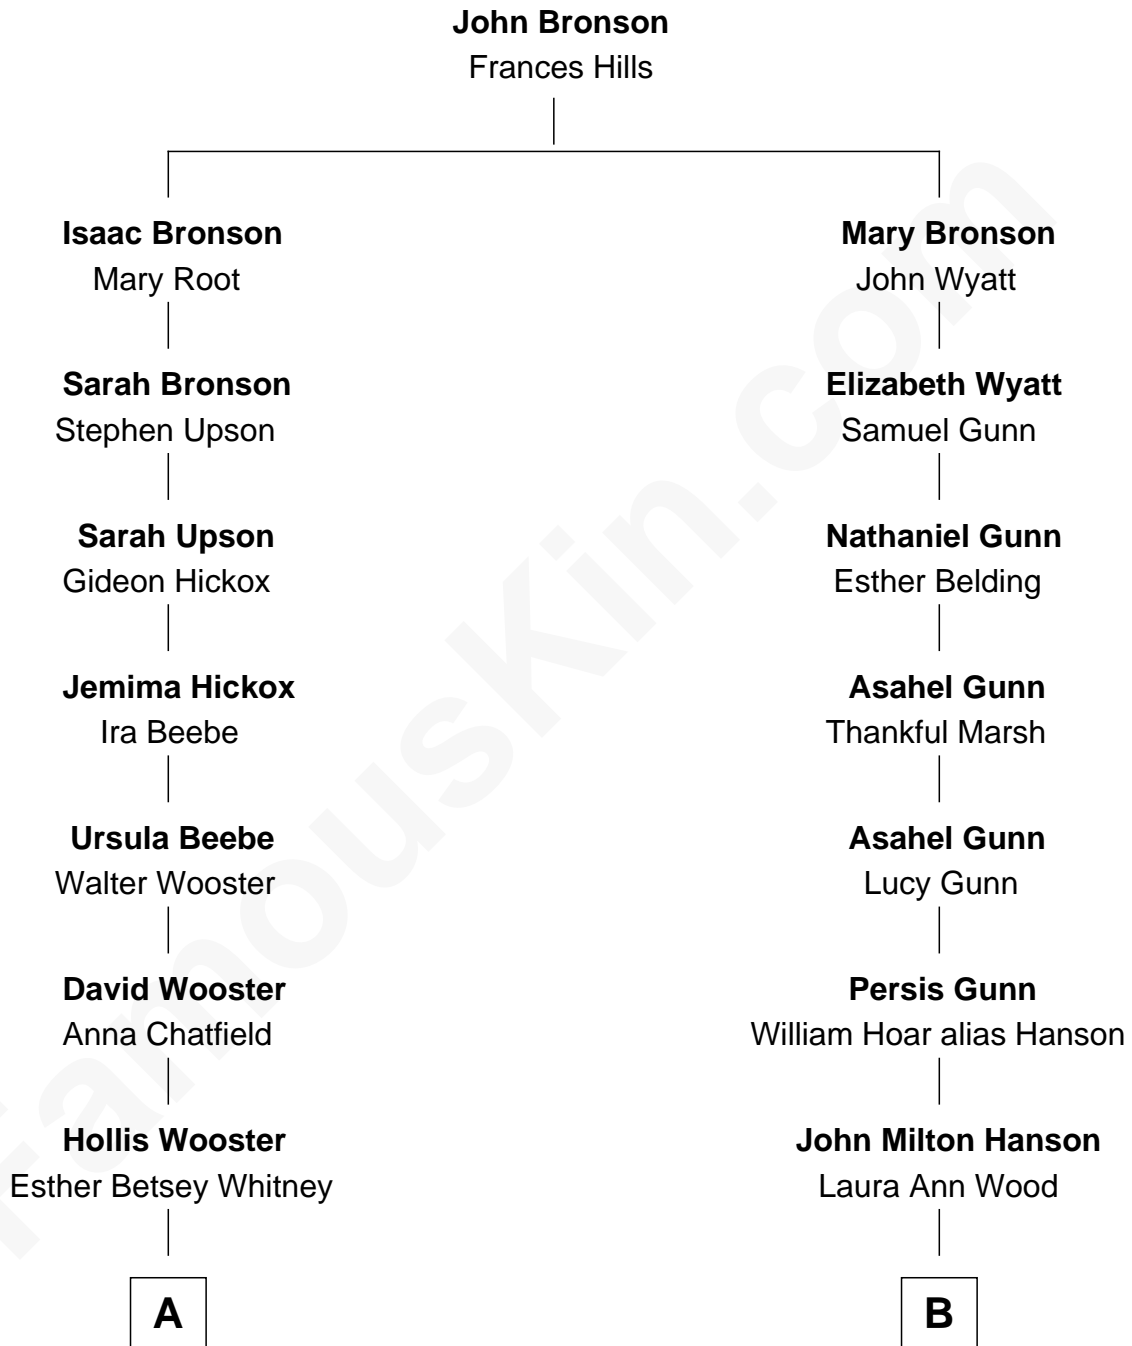 John Bronson
Frances Hills
Isaac Bronson
Mary Root
Mary Bronson
John Wyatt
Sarah Bronson
Stephen Upson
Elizabeth Wyatt
Samuel Gunn
Sarah Upson
Gideon Hickox
Nathaniel Gunn
Esther Belding
Jemima Hickox
Ira Beebe
Asahel Gunn
Thankful Marsh
Ursula Beebe
Walter Wooster
Asahel Gunn
Lucy Gunn
David Wooster
Anna Chatfield
Persis Gunn
William Hoar alias Hanson
Hollis Wooster
Esther Betsey Whitney
John Milton Hanson
Laura Ann Wood
A
B
FamousKin.com